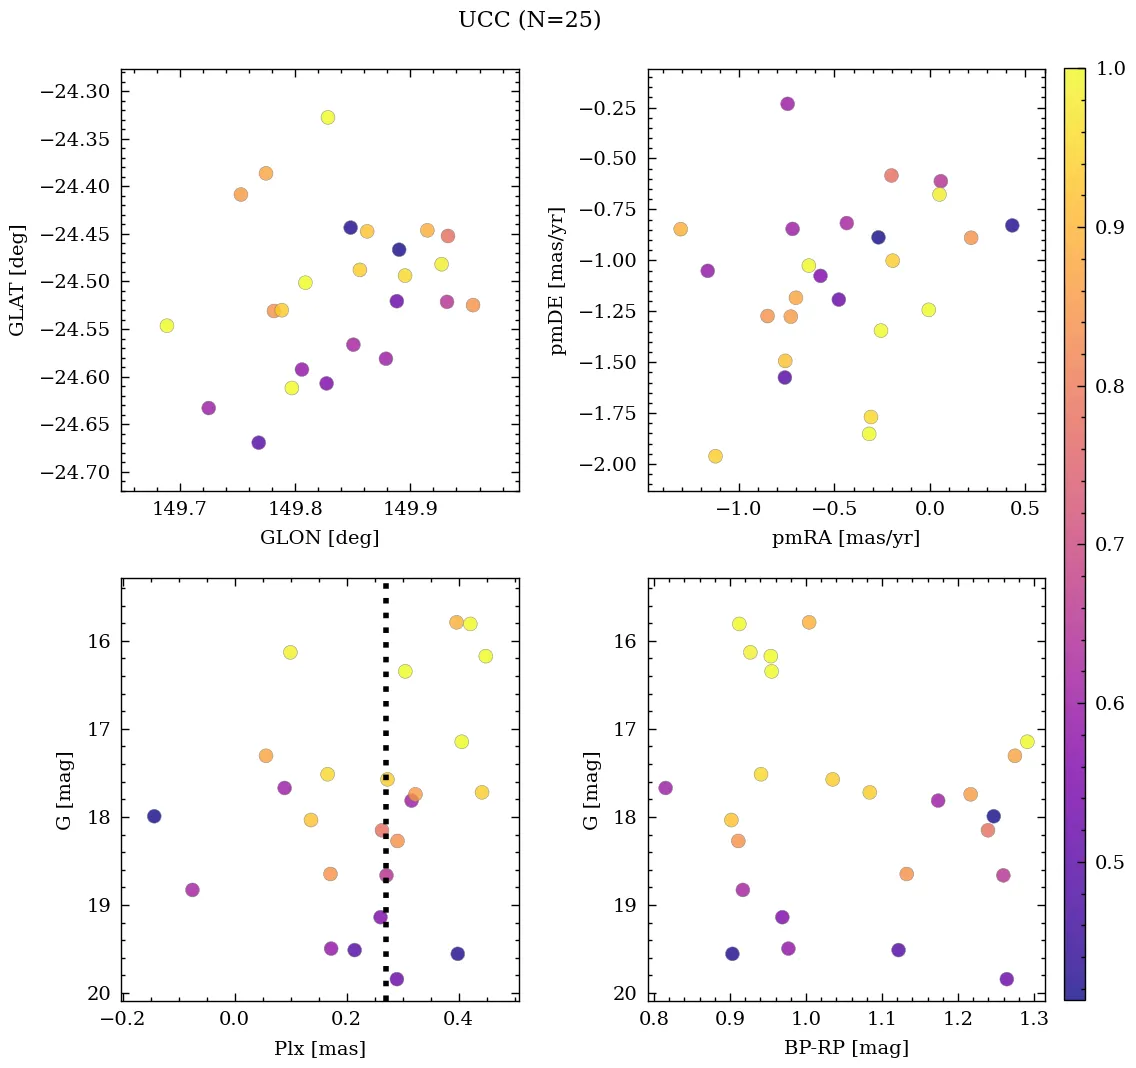 UCC (N=25)
−24.30
−24.35
−24.40
−24.45
−24.50
−24.55
−24.60
−24.65
−24.70
GLAT [deg]
149.7 149.8 149.9
GLON [deg]
−0.25
−0.50
−0.75
−1.00
−1.25
−1.50
−1.75
−2.00
pmDE [mas/yr]
−1.0 −0.5 0.0 0.5
pmRA [mas/yr]
16
17
18
19
20
G [mag]
−0.2 0.0 0.2 0.4
Plx [mas]
16
17
18
19
20
G [mag]
0.8 0.9 1.0 1.1 1.2 1.3
BP-RP [mag]
1.0
0.9
0.8
0.7
0.6
0.5